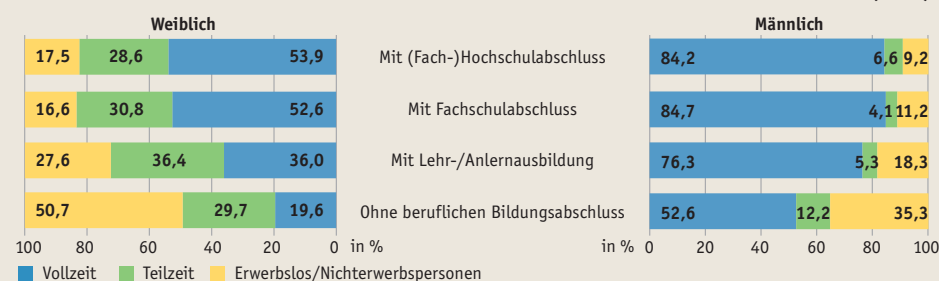 Weiblich Männlich
17,5 28,6 53,9 Mit (Fach-)Hochschulabschluss 84,2 6,6 9,2
16,6 30,8 52,6 Mit Fachschulabschluss 84,7 4,1 11,2
27,6 36,4 36,0 Mit Lehr-/Anlernausbildung 76,3 5,3 18,3
50,7 29,7 19,6 Ohne beruflichen Bildungsabschluss 52,6 12,2 35,3
100 80 60 40 20 0 in % in % 0 20 40 60 80 100
Vollzeit Teilzeit Erwerbslos/Nichterwerbspersonen